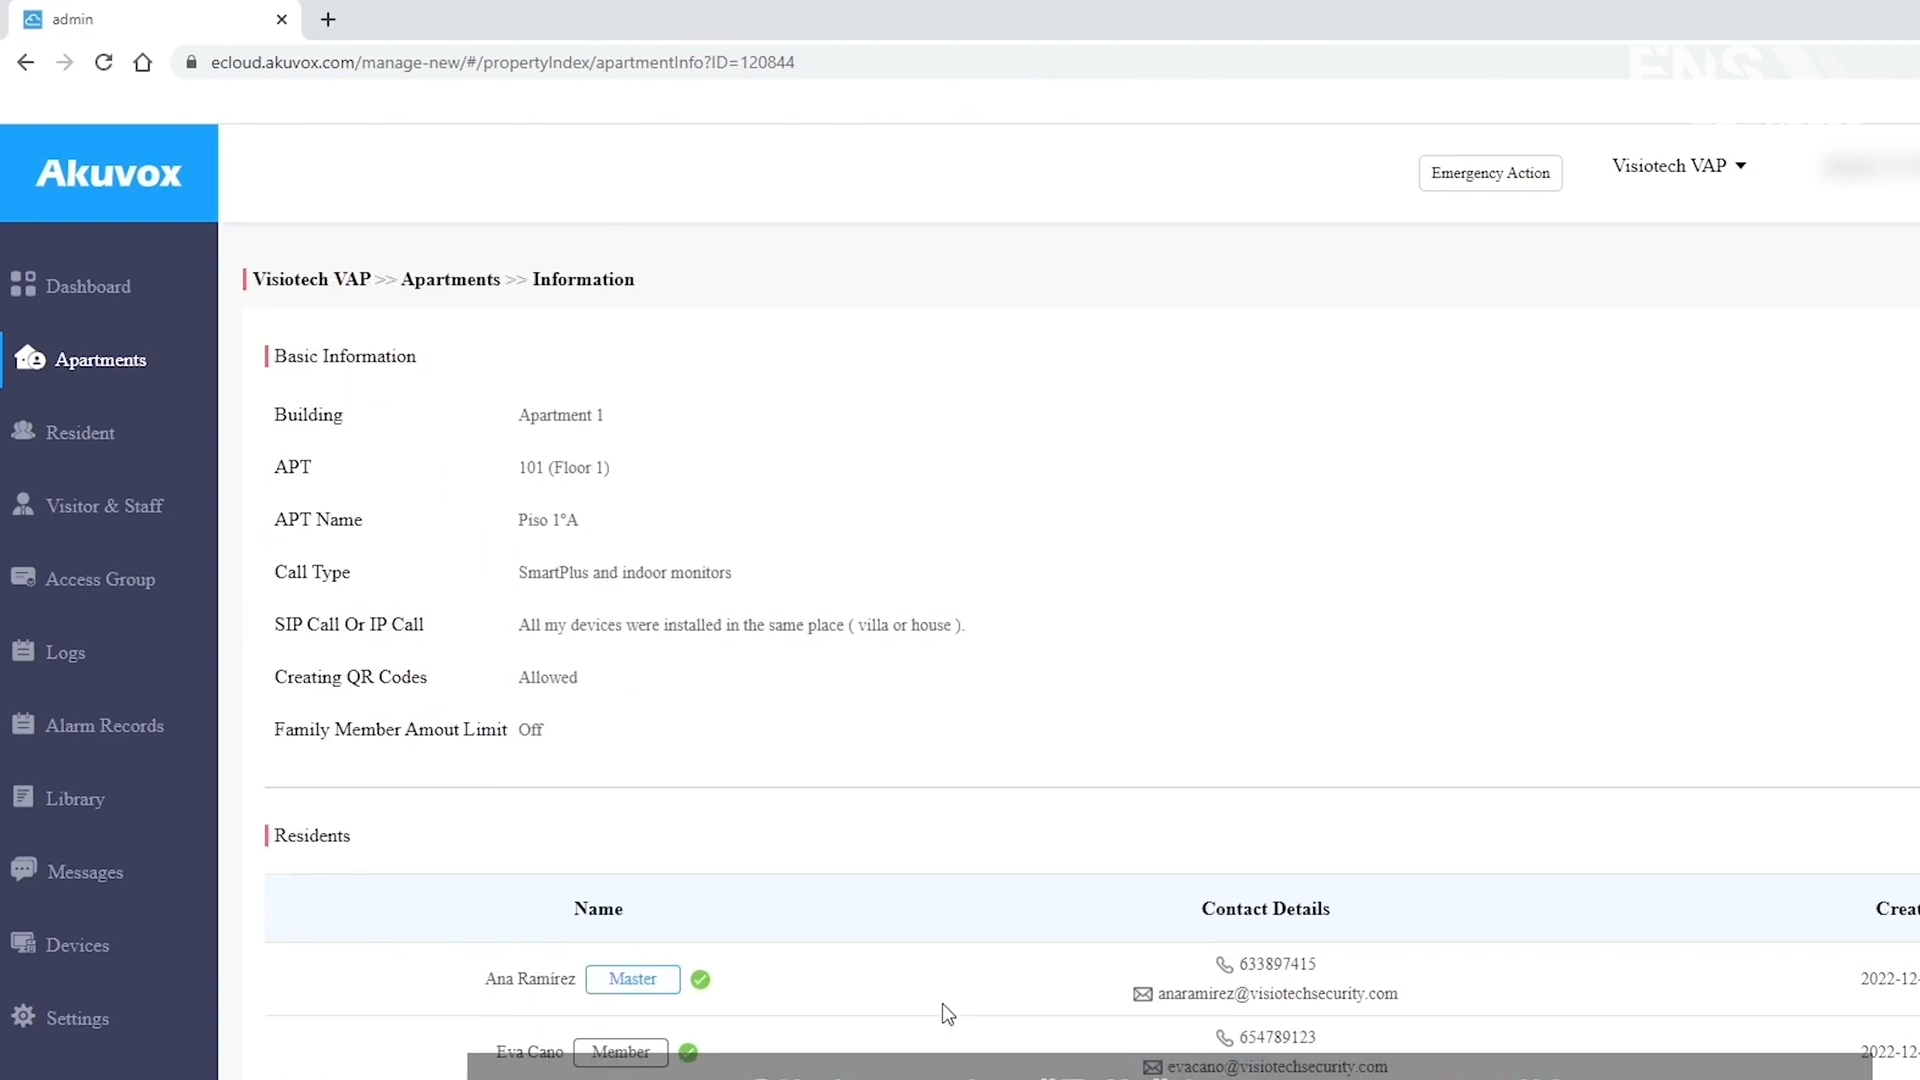 admin
ecloud.akuvox.com/manage-new/#/propertyIndex/apartmentInfo?ID=120844
ENS
Akuvox
Emergency Action
Visiotech VAP
Visiotech VAP >> Apartments >> Information
Dashboard
Apartments
Resident
Visitor & Staff
Access Group
Logs
Alarm Records
Library
Messages
Devices
Settings
Basic Information
Building Apartment 1
APT 101 (Floor 1)
APT Name Piso 1°A
Call Type SmartPlus and indoor monitors
SIP Call Or IP Call All my devices were installed in the same place ( villa or house ).
Creating QR Codes Allowed
Family Member Amout Limit Off
Residents
Name Contact Details Creat
Ana Ramírez Master 633897415 2022-12-
anaramirez@visiotechsecurity.com
Eva Cano Member 654789123 2022-12-
evacano@visiotechsecurity.com